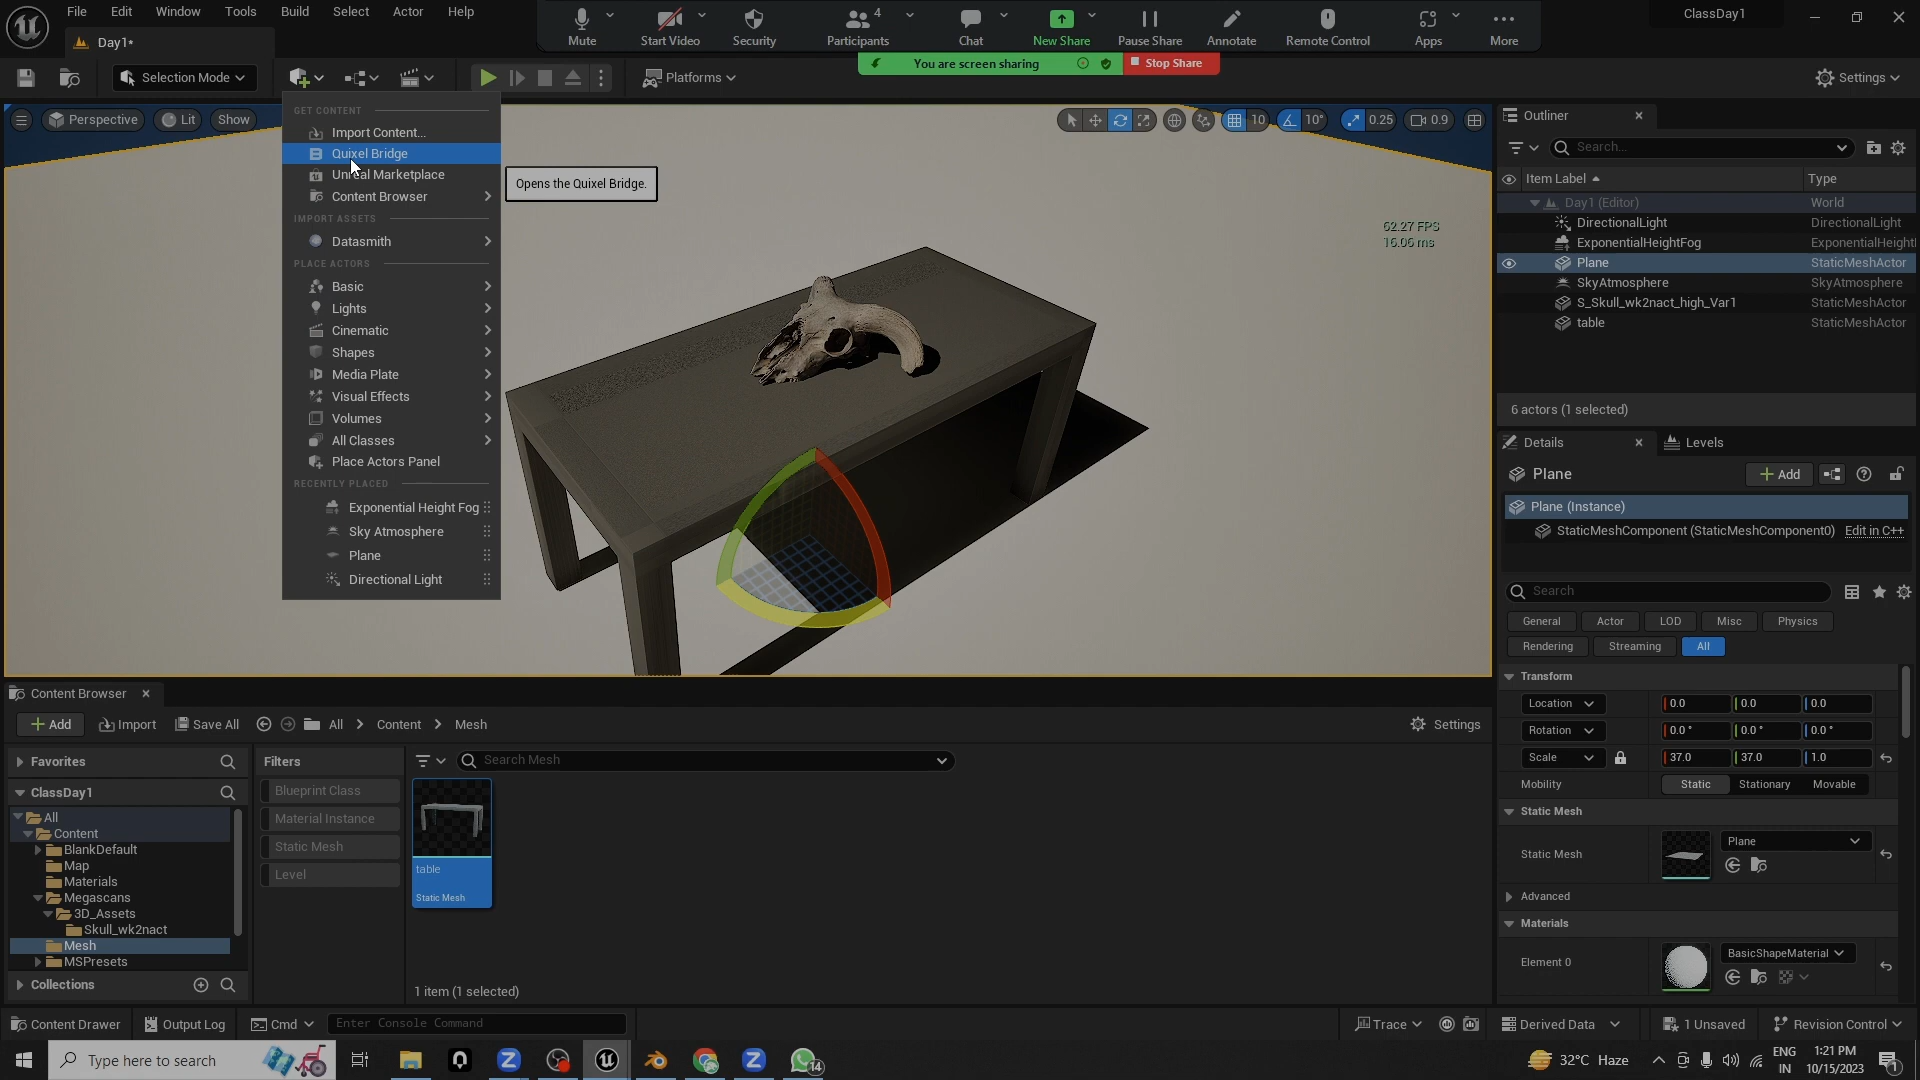 File Edit Window Tools Build Select Actor Help
Day1*
Mute Start Video Security Participants 4 Chat New Share Pause Share Annotate Remote Control Apps More
You are screen sharing Stop Share
ClassDay1
Selection Mode Platforms Settings
Perspective Lit Show
10 10° 0.25 0.9
GET CONTENT
Import Content...
Quixel Bridge
Unreal Marketplace
Content Browser
IMPORT ASSETS
Datasmith
PLACE ACTORS
Basic
Lights
Cinematic
Shapes
Media Plate
Visual Effects
Volumes
All Classes
Place Actors Panel
RECENTLY PLACED
Exponential Height Fog
Sky Atmosphere
Plane
Directional Light
Opens the Quixel Bridge.
62.27 FPS
16.06 ms
Outliner
Search...
Item Label Type
Day1 (Editor) World
DirectionalLight DirectionalLight
ExponentialHeightFog ExponentialHeight
Plane StaticMeshActor
SkyAtmosphere SkyAtmosphere
S_Skull_wk2nact_high_Var1 StaticMeshActor
table StaticMeshActor
6 actors (1 selected)
Details Levels
Plane Add
Plane (Instance)
StaticMeshComponent (StaticMeshComponent0) Edit in C++
Search
General Actor LOD Misc Physics
Rendering Streaming All
Transform
Location 0.0 0.0 0.0
Rotation 0.0 ° 0.0 ° 0.0 °
Scale 37.0 37.0 1.0
Mobility Static Stationary Movable
Static Mesh
Static Mesh Plane
Advanced
Materials
Element 0 BasicShapeMaterial
Content Browser
Add Import Save All All Content Mesh Settings
Favorites
ClassDay1
All
Content
BlankDefault
Map
Materials
Megascans
3D_Assets
Skull_wk2nact
Mesh
MSPresets
Collections
Filters
Blueprint Class
Material Instance
Static Mesh
Level
Search Mesh
table
Static Mesh
1 item (1 selected)
Content Drawer Output Log Cmd Enter Console Command Trace Derived Data 1 Unsaved Revision Control
Type here to search 14 32°C Haze ENG IN 1:21 PM 10/15/2023 1